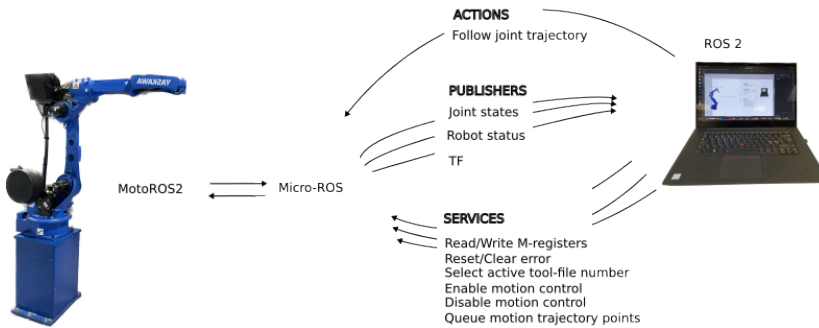 ACTIONS
Follow joint trajectory
ROS 2
YASKAWA
PUBLISHERS
Joint states
Robot status
TF
MotoROS2
Micro-ROS
SERVICES
Read/Write M-registers
Reset/Clear error
Select active tool-file number
Enable motion control
Disable motion control
Queue motion trajectory points